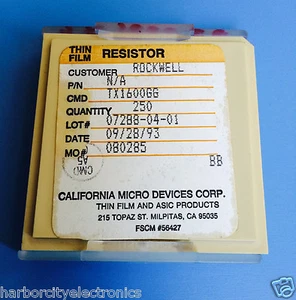 THIN FILM RESISTOR
CUSTOMER ROCKWELL
P/N N/A
CMD TX1600GG
QUANTITY 250
LOT# 07288-04-01
DATE 09/28/93
MO# 080285
CMD A5 BB
CALIFORNIA MICRO DEVICES CORP.
THIN FILM AND ASIC PRODUCTS
215 TOPAZ ST. MILPITAS, CA 95035
FSCM #56427
harborcityelectronics